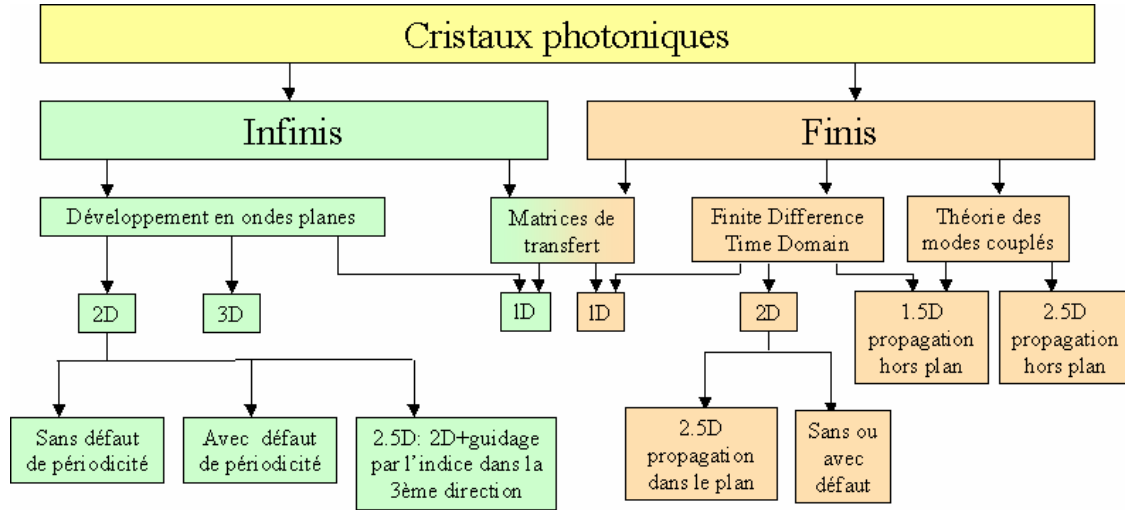 Cristaux photoniques
Infinis
Finis
Développement en ondes planes
Matrices de
transfert
Finite Difference
Time Domain
Théorie des
modes couplés
2D
3D
1D
1D
2D
1.5D
propagation
hors plan
2.5D
propagation
hors plan
Sans défaut
de périodicité
Avec défaut
de périodicité
2.5D: 2D+guidage
par l'indice dans la
3ème direction
2.5D
propagation
dans le plan
Sans ou
avec
défaut